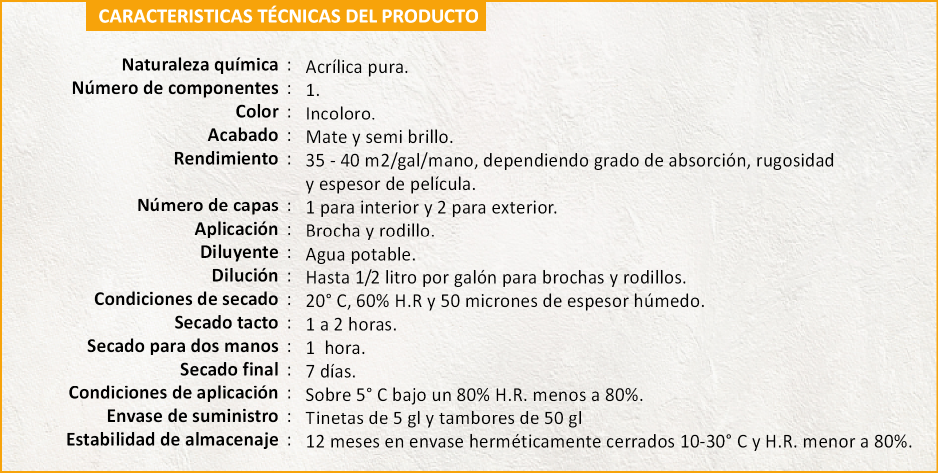 CARACTERISTICAS TÉCNICAS DEL PRODUCTO
Naturaleza química : Acrílica pura.
Número de componentes : 1.
Color : Incoloro.
Acabado : Mate y semi brillo.
Rendimiento : 35 - 40 m2/gal/mano, dependiendo grado de absorción, rugosidad
y espesor de película.
Número de capas : 1 para interior y 2 para exterior.
Aplicación : Brocha y rodillo.
Diluyente : Agua potable.
Dilución : Hasta 1/2 litro por galón para brochas y rodillos.
Condiciones de secado : 20° C, 60% H.R y 50 micrones de espesor húmedo.
Secado tacto : 1 a 2 horas.
Secado para dos manos : 1 hora.
Secado final : 7 días.
Condiciones de aplicación : Sobre 5° C bajo un 80% H.R. menos a 80%.
Envase de suministro : Tinetas de 5 gl y tambores de 50 gl
Estabilidad de almacenaje : 12 meses en envase herméticamente cerrados 10-30° C y H.R. menor a 80%.